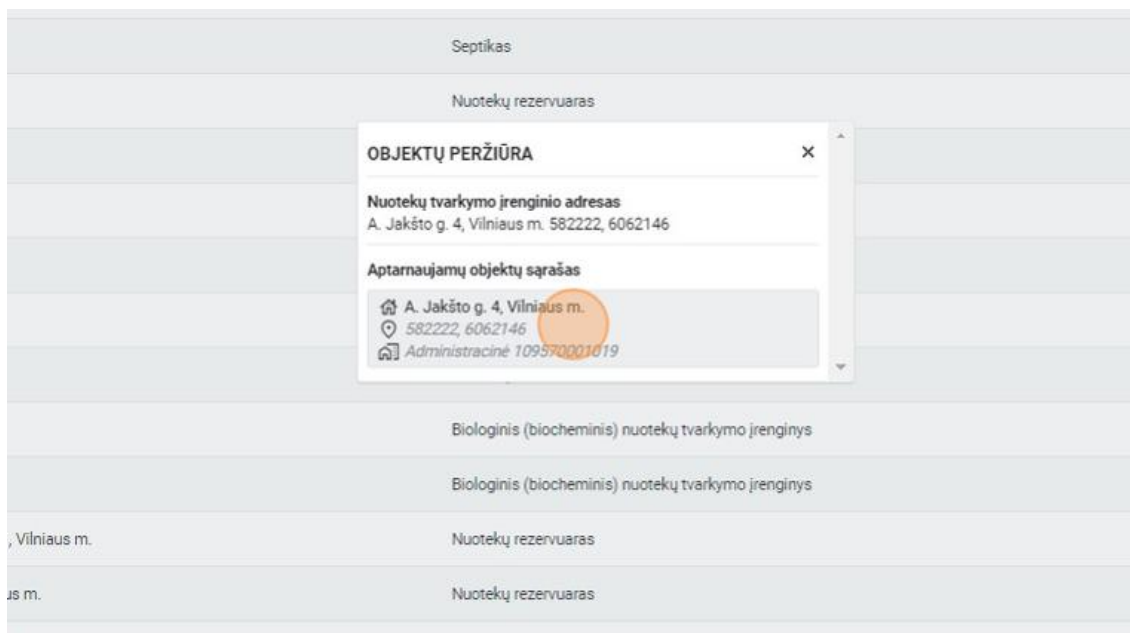 Septikas
Nuotekų rezervuaras
OBJEKTŲ PERŽIŪRA
Nuotekų tvarkymo įrenginio adresas
A. Jakšto g. 4, Vilniaus m. 582222, 6062146
Aptarnaujamų objektų sąrašas
A. Jakšto g. 4, Vilniaus m.
582222, 6062146
Administracinė 109570001019
Biologinis (biocheminis) nuotekų tvarkymo įrenginys
Biologinis (biocheminis) nuotekų tvarkymo įrenginys
, Vilniaus m. Nuotekų rezervuaras
us m. Nuotekų rezervuaras